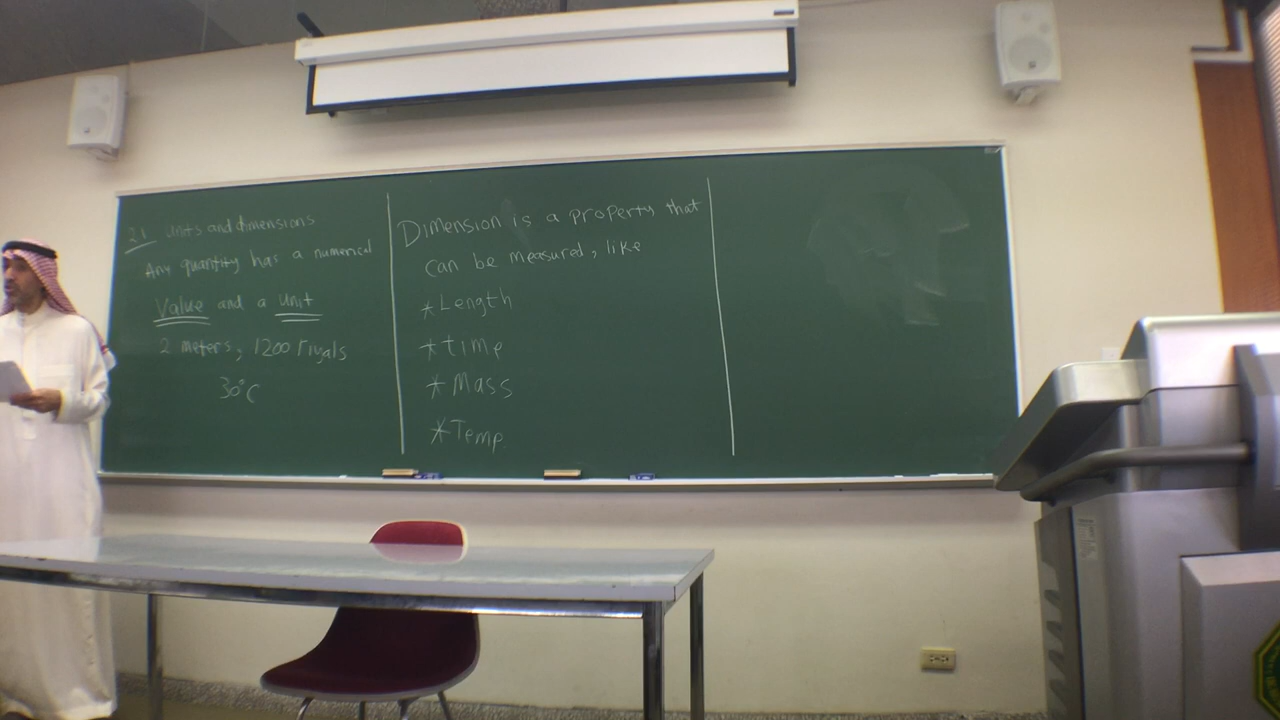 2.1 Units and dimensions
Any quantity has a numerical
Value and a unit
2 meters, 1200 riyals
30°C
Dimension is a property that
can be measured, like
* Length
* time
* Mass
* Temp.